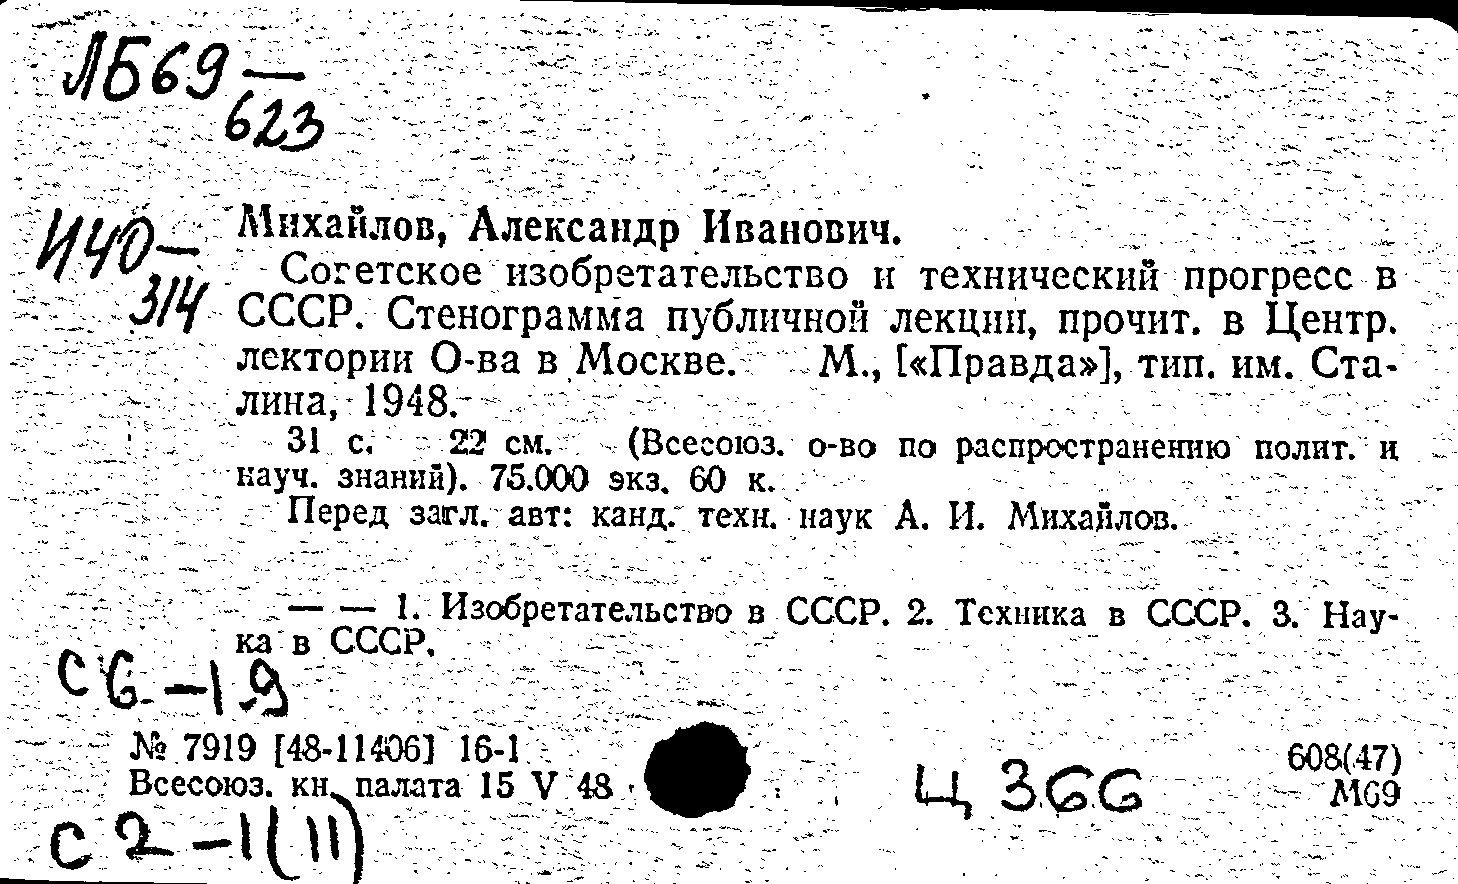 ЛБ69—
623
И40—
314
Михайлов, Александр Иванович.
Советское изобретательство и технический прогресс в
СССР. Стенограмма публичной лекции, прочит. в Центр.
лектории О-ва в Москве. М., [«Правда»], тип. им. Ста-
лина, 1948.
31 с. 22 см. (Всесоюз. о-во по распространению полит. и
науч. знаний). 75.000 экз. 60 к.
Перед загл. авт: канд. техн. наук А. И. Михайлов.
— — 1. Изобретательство в СССР. 2. Техника в СССР. 3. Нау-
ка в СССР.
С6—19
№ 7919 [48-11406] 16-1
Всесоюз. кн. палата 15 V 48
Ц 366
608(47)
М69
С2—1(11)